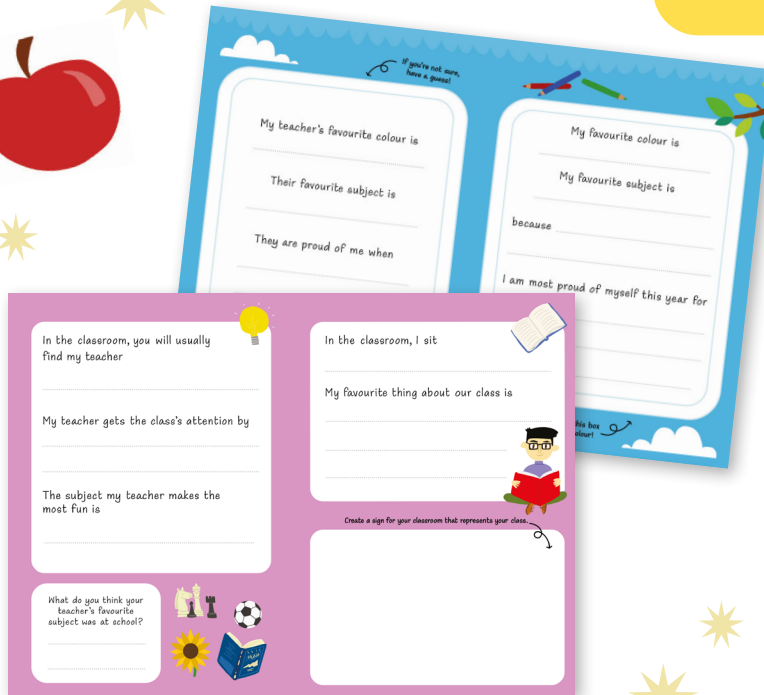 If you're not sure,
have a guess!
My teacher's favourite colour is
Their favourite subject is
They are proud of me when
My favourite colour is
My favourite subject is
because
I am most proud of myself this year for
this box
colour!
In the classroom, you will usually
find my teacher
My teacher gets the class's attention by
The subject my teacher makes the
most fun is
What do you think your
teacher's favourite
subject was at school?
In the classroom, I sit
My favourite thing about our class is
Create a sign for your classroom that represents your class.